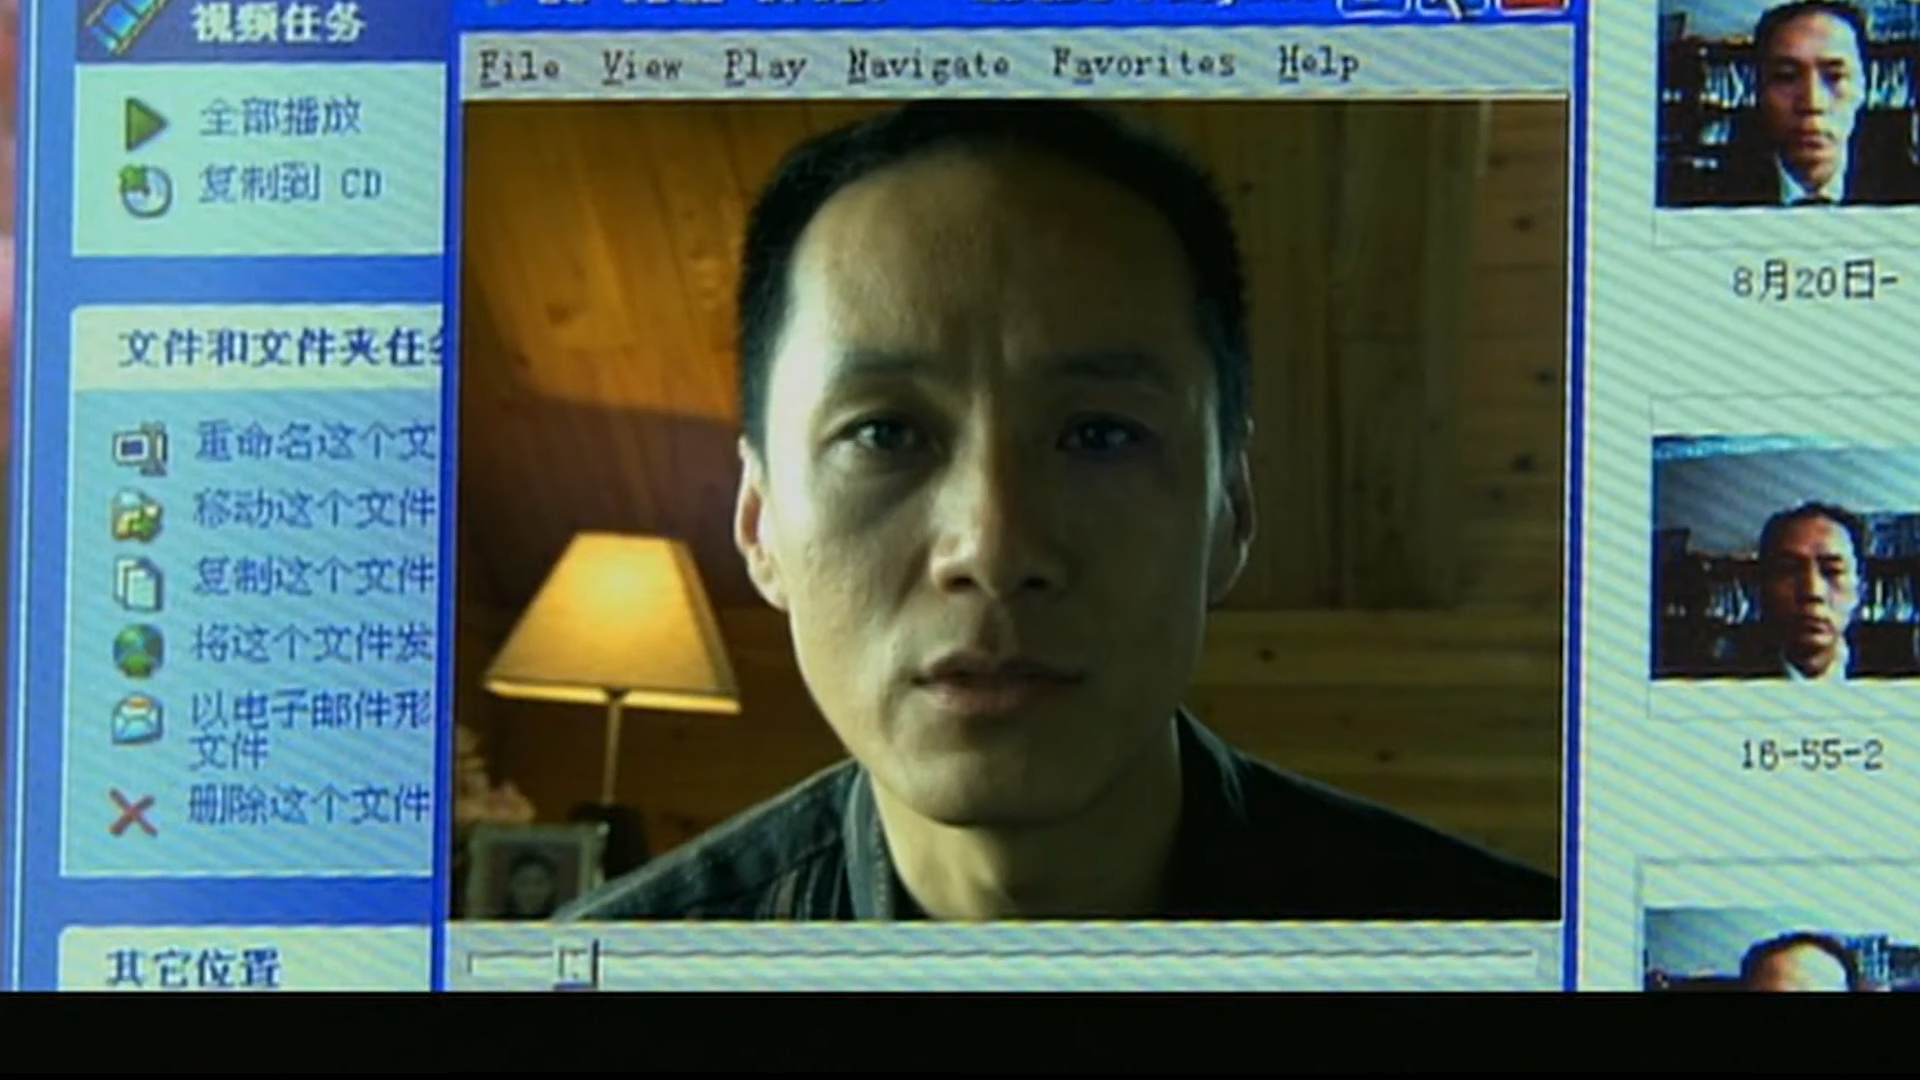 视频任务
File View Play Navigate Favorites Help
全部播放
复制到 CD
文件和文件夹任务
重命名这个文
移动这个文件
复制这个文件
将这个文件发
以电子邮件形
文件
删除这个文件
其它位置
8月20日-
16-55-2